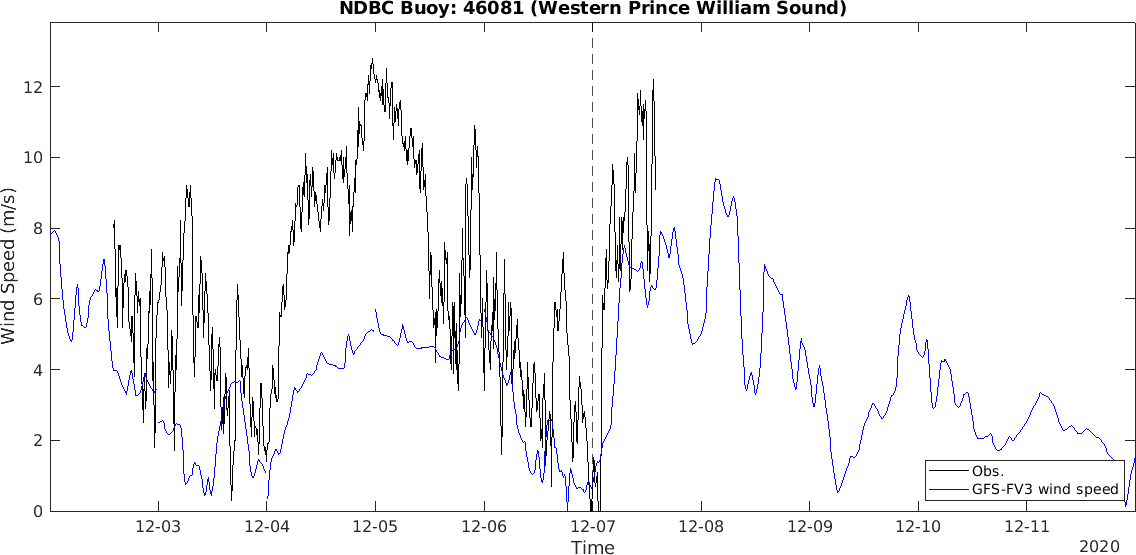 NDBC Buoy: 46081 (Western Prince William Sound)
Wind Speed (m/s)
12
10
8
6
4
2
0
12-03 12-04 12-05 12-06 12-07 12-08 12-09 12-10 12-11
Time
2020
Obs.
GFS-FV3 wind speed